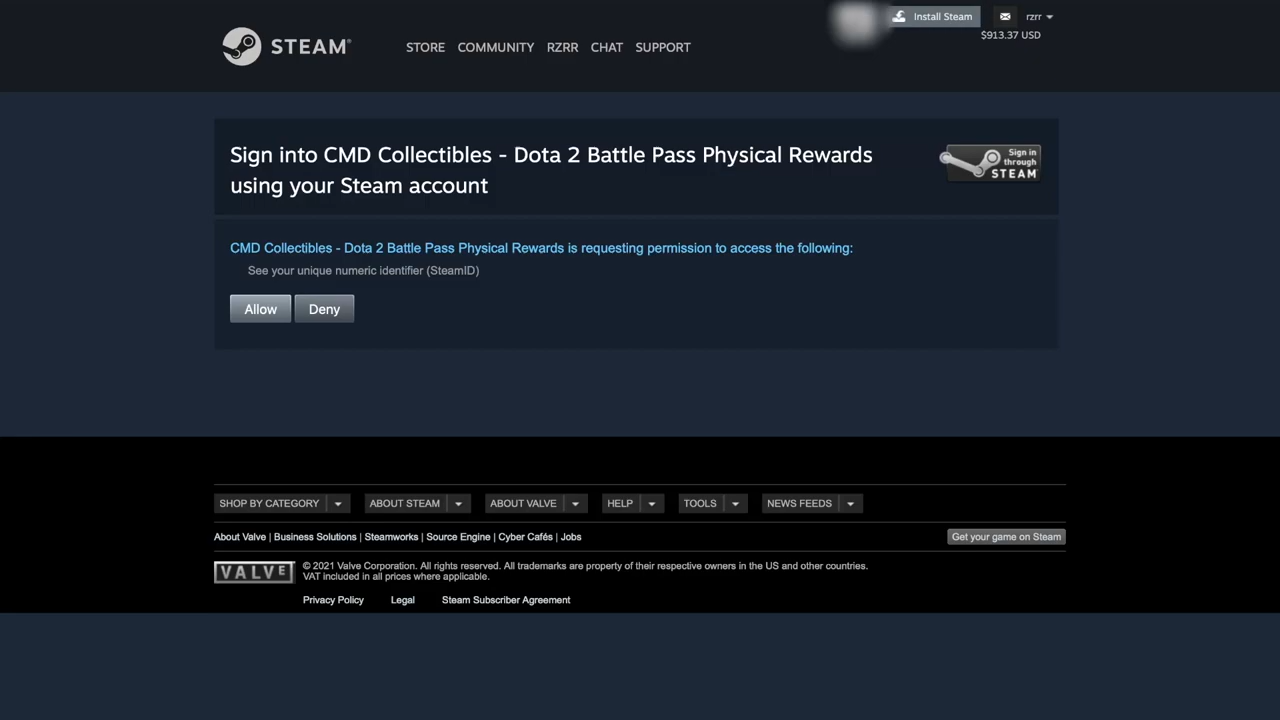 Install Steam
rzrr
$913.37 USD
STEAM®
STORE COMMUNITY RZRR CHAT SUPPORT
Sign into CMD Collectibles - Dota 2 Battle Pass Physical Rewards
using your Steam account
Sign in
through
STEAM
CMD Collectibles - Dota 2 Battle Pass Physical Rewards is requesting permission to access the following:
See your unique numeric identifier (SteamID)
Allow Deny
SHOP BY CATEGORY ABOUT STEAM ABOUT VALVE HELP TOOLS NEWS FEEDS
About Valve | Business Solutions | Steamworks | Source Engine | Cyber Cafés | Jobs
Get your game on Steam
VALVE
© 2021 Valve Corporation. All rights reserved. All trademarks are property of their respective owners in the US and other countries.
VAT included in all prices where applicable.
Privacy Policy Legal Steam Subscriber Agreement